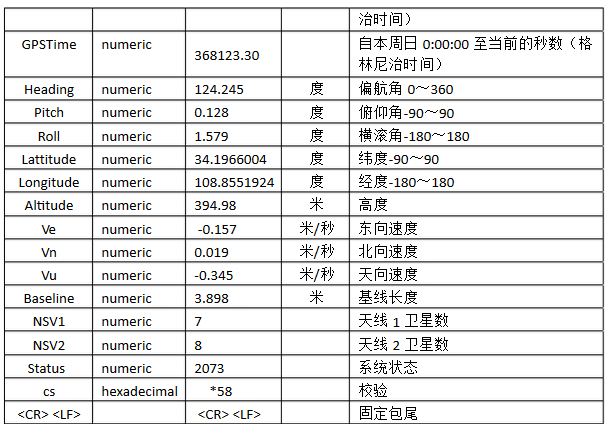 治时间）
GPSTime numeric 368123.30 自本周日 0:00:00 至当前的秒数（格
林尼治时间）
Heading numeric 124.245 度 偏航角 0～360
Pitch numeric 0.128 度 俯仰角-90～90
Roll numeric 1.579 度 横滚角-180～180
Lattitude numeric 34.1966004 度 纬度-90～90
Longitude numeric 108.8551924 度 经度-180～180
Altitude numeric 394.98 米 高度
Ve numeric -0.157 米/秒 东向速度
Vn numeric 0.019 米/秒 北向速度
Vu numeric -0.345 米/秒 天向速度
Baseline numeric 3.898 米 基线长度
NSV1 numeric 7 天线 1 卫星数
NSV2 numeric 8 天线 2 卫星数
Status numeric 2073 系统状态
cs hexadecimal *58 校验
<CR> <LF> <CR> <LF> 固定包尾